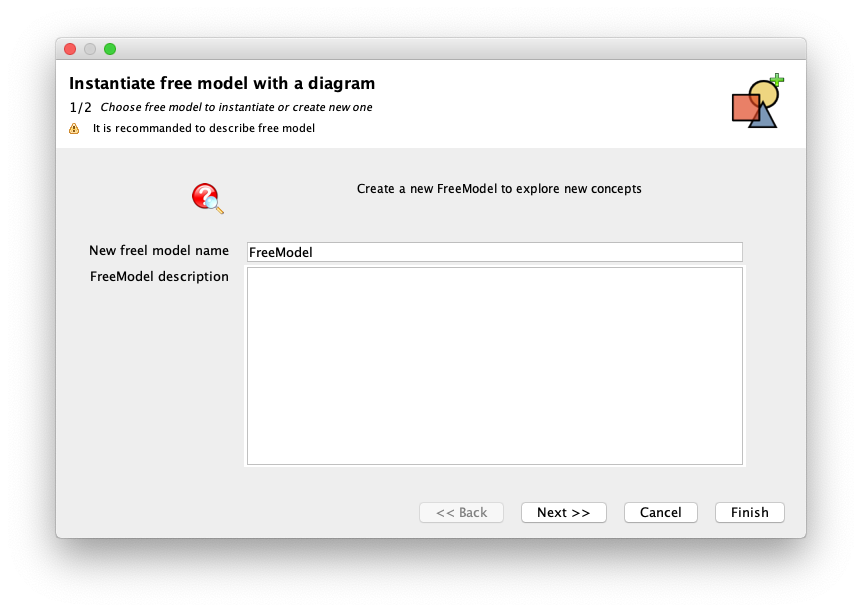 Instantiate free model with a diagram
1/2 Choose free model to instantiate or create new one
It is recommanded to describe free model
Create a new FreeModel to explore new concepts
New freel model name FreeModel
FreeModel description
<< Back Next >> Cancel Finish